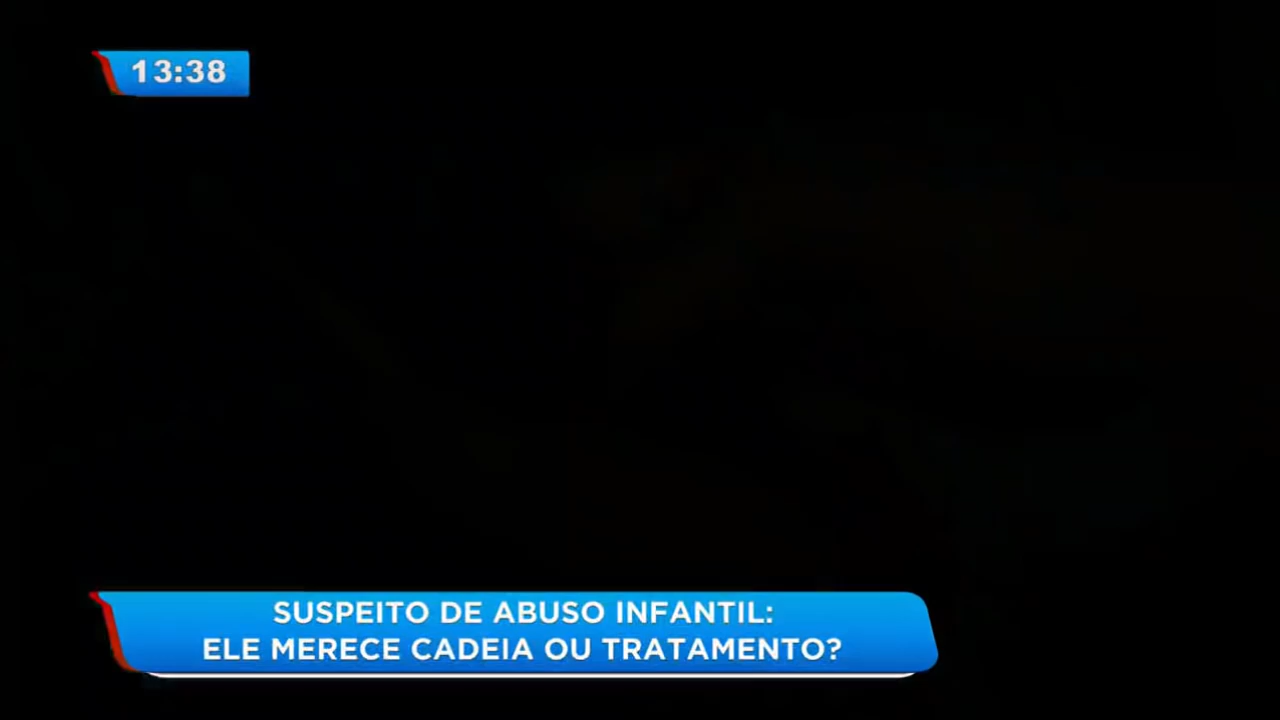 13:38
SUSPEITO DE ABUSO INFANTIL:
ELE MERECE CADEIA OU TRATAMENTO?